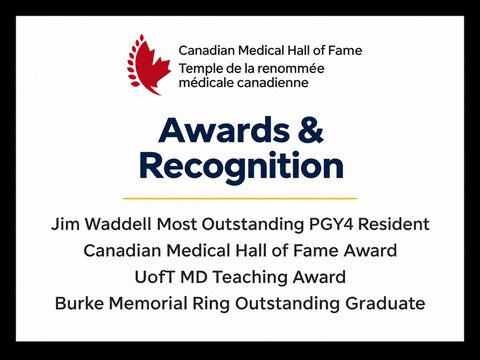 Canadian Medical Hall of Fame
Temple de la renommée
médicale canadienne
Awards &
Recognition
Jim Waddell Most Outstanding PGY4 Resident
Canadian Medical Hall of Fame Award
UofT MD Teaching Award
Burke Memorial Ring Outstanding Graduate